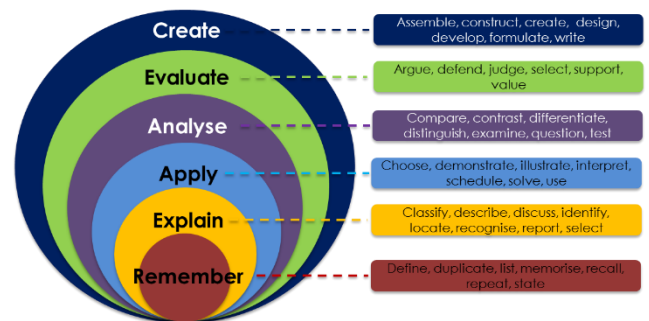 Create
Assemble, construct, create, design,
develop, formulate, write
Evaluate
Argue, defend, judge, select, support,
value
Analyse
Compare, contrast, differentiate,
distinguish, examine, question, test
Apply
Choose, demonstrate, illustrate, interpret,
schedule, solve, use
Explain
Classify, describe, discuss, identify,
locate, recognise, report, select
Remember
Define, duplicate, list, memorise, recall,
repeat, state